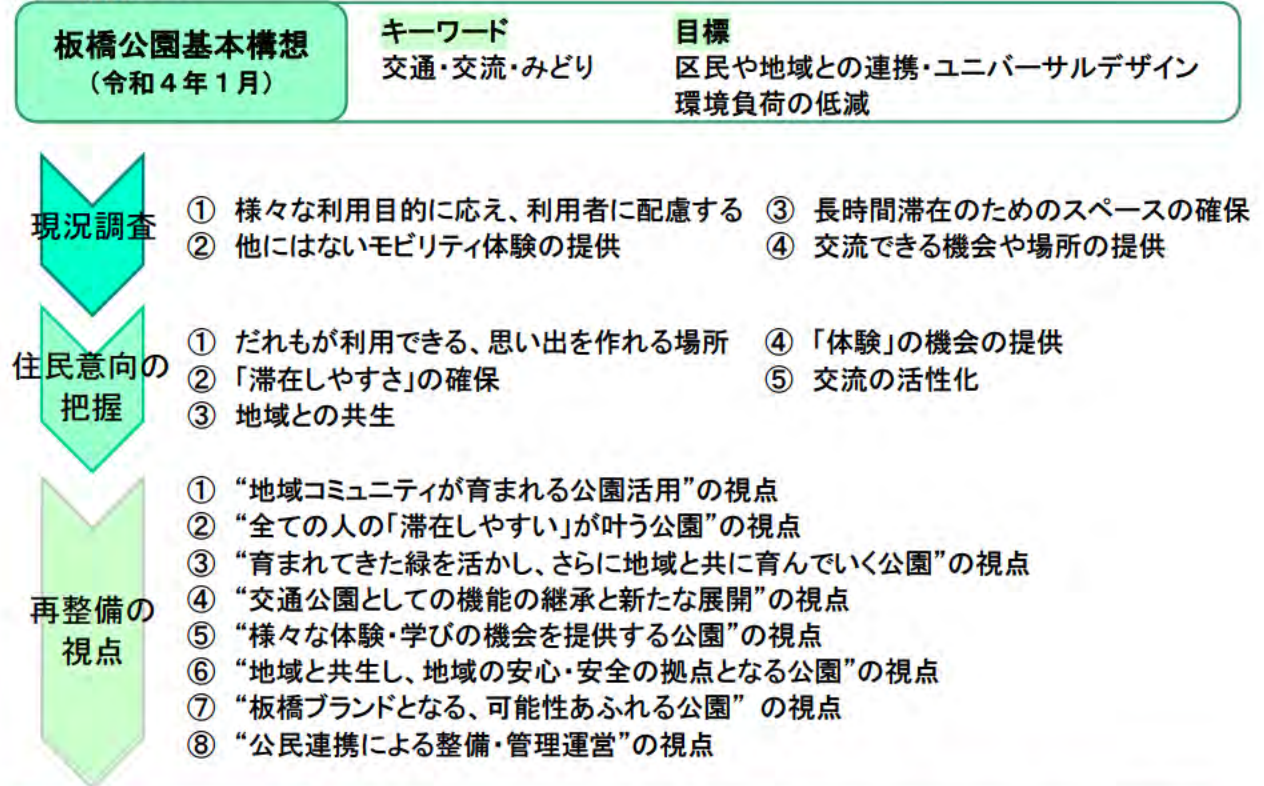 板橋公園基本構想
(令和4年1月)
キーワード
交通・交流・みどり
目標
区民や地域との連携・ユニバーサルデザイン
環境負荷の低減
現況調査
① 様々な利用目的に応え、利用者に配慮する
② 他にはないモビリティ体験の提供
③ 長時間滞在のためのスペースの確保
④ 交流できる機会や場所の提供
住民意向の
把握
① だれもが利用できる、思い出を作れる場所
② 「滞在しやすさ」の確保
③ 地域との共生
④ 「体験」の機会の提供
⑤ 交流の活性化
再整備の
視点
① “地域コミュニティが育まれる公園活用”の視点
② “全ての人の「滞在しやすい」が叶う公園”の視点
③ “育まれてきた緑を活かし、さらに地域と共に育んでいく公園”の視点
④ “交通公園としての機能の継承と新たな展開”の視点
⑤ “様々な体験・学びの機会を提供する公園”の視点
⑥ “地域と共生し、地域の安心・安全の拠点となる公園”の視点
⑦ “板橋ブランドとなる、可能性あふれる公園” の視点
⑧ “公民連携による整備・管理運営”の視点